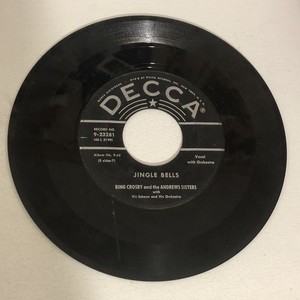 DECCA
RECORD NO.
9-23281
Vocal
with Orchestra
JINGLE BELLS
BING CROSBY and the ANDREWS SISTERS
with
Vic Schoen and His Orchestra